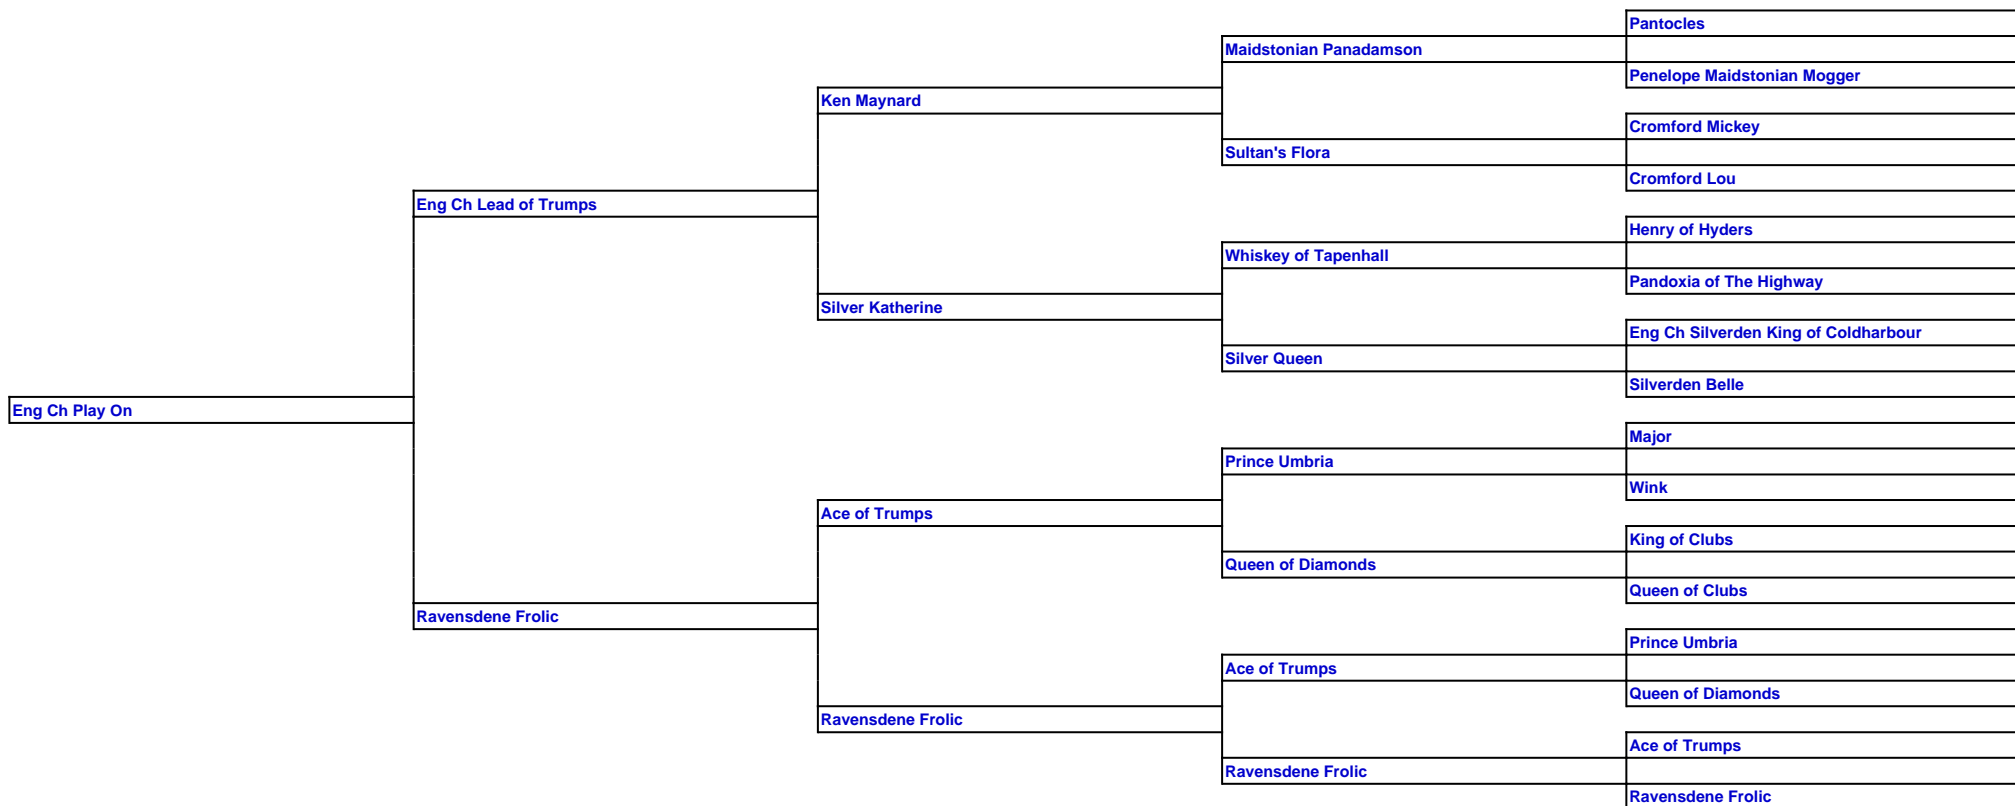 Pantocles
Maidstonian Panadamson
Penelope Maidstonian Mogger
Ken Maynard
Cromford Mickey
Sultan's Flora
Cromford Lou
Eng Ch Lead of Trumps
Henry of Hyders
Whiskey of Tapenhall
Pandoxia of The Highway
Silver Katherine
Eng Ch Silverden King of Coldharbour
Silver Queen
Silverden Belle
Eng Ch Play On
Major
Prince Umbria
Wink
Ace of Trumps
King of Clubs
Queen of Diamonds
Queen of Clubs
Ravensdene Frolic
Prince Umbria
Ace of Trumps
Queen of Diamonds
Ravensdene Frolic
Ace of Trumps
Ravensdene Frolic
Ravensdene Frolic